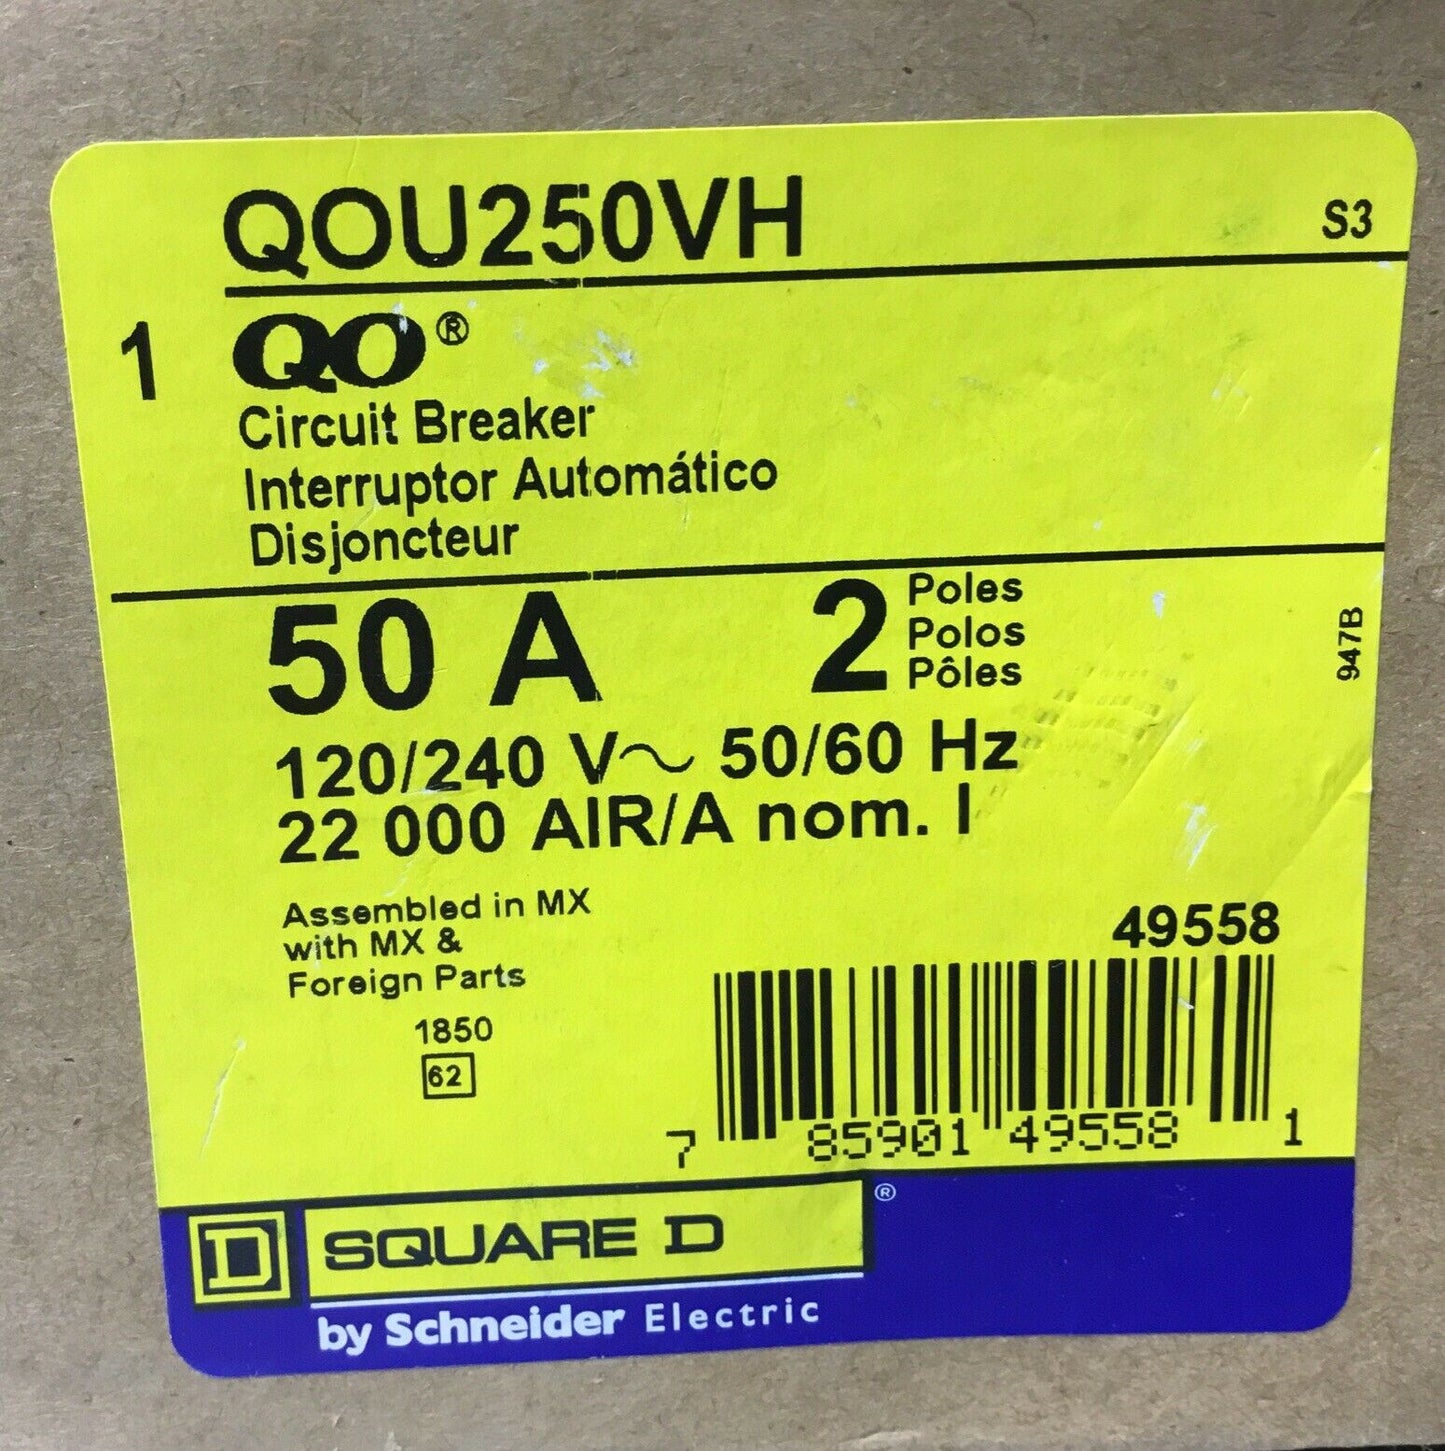 QOU250VH
S3
1
QO®
Circuit Breaker
Interruptor Automático
Disjoncteur
50 A
2
Poles
Polos
Pôles
947B
120/240 V~ 50/60 Hz
22 000 AIR/A nom. I
Assembled in MX
with MX &
Foreign Parts
1850
62
49558
7 85901 49558 1
D SQUARE D®
by Schneider Electric